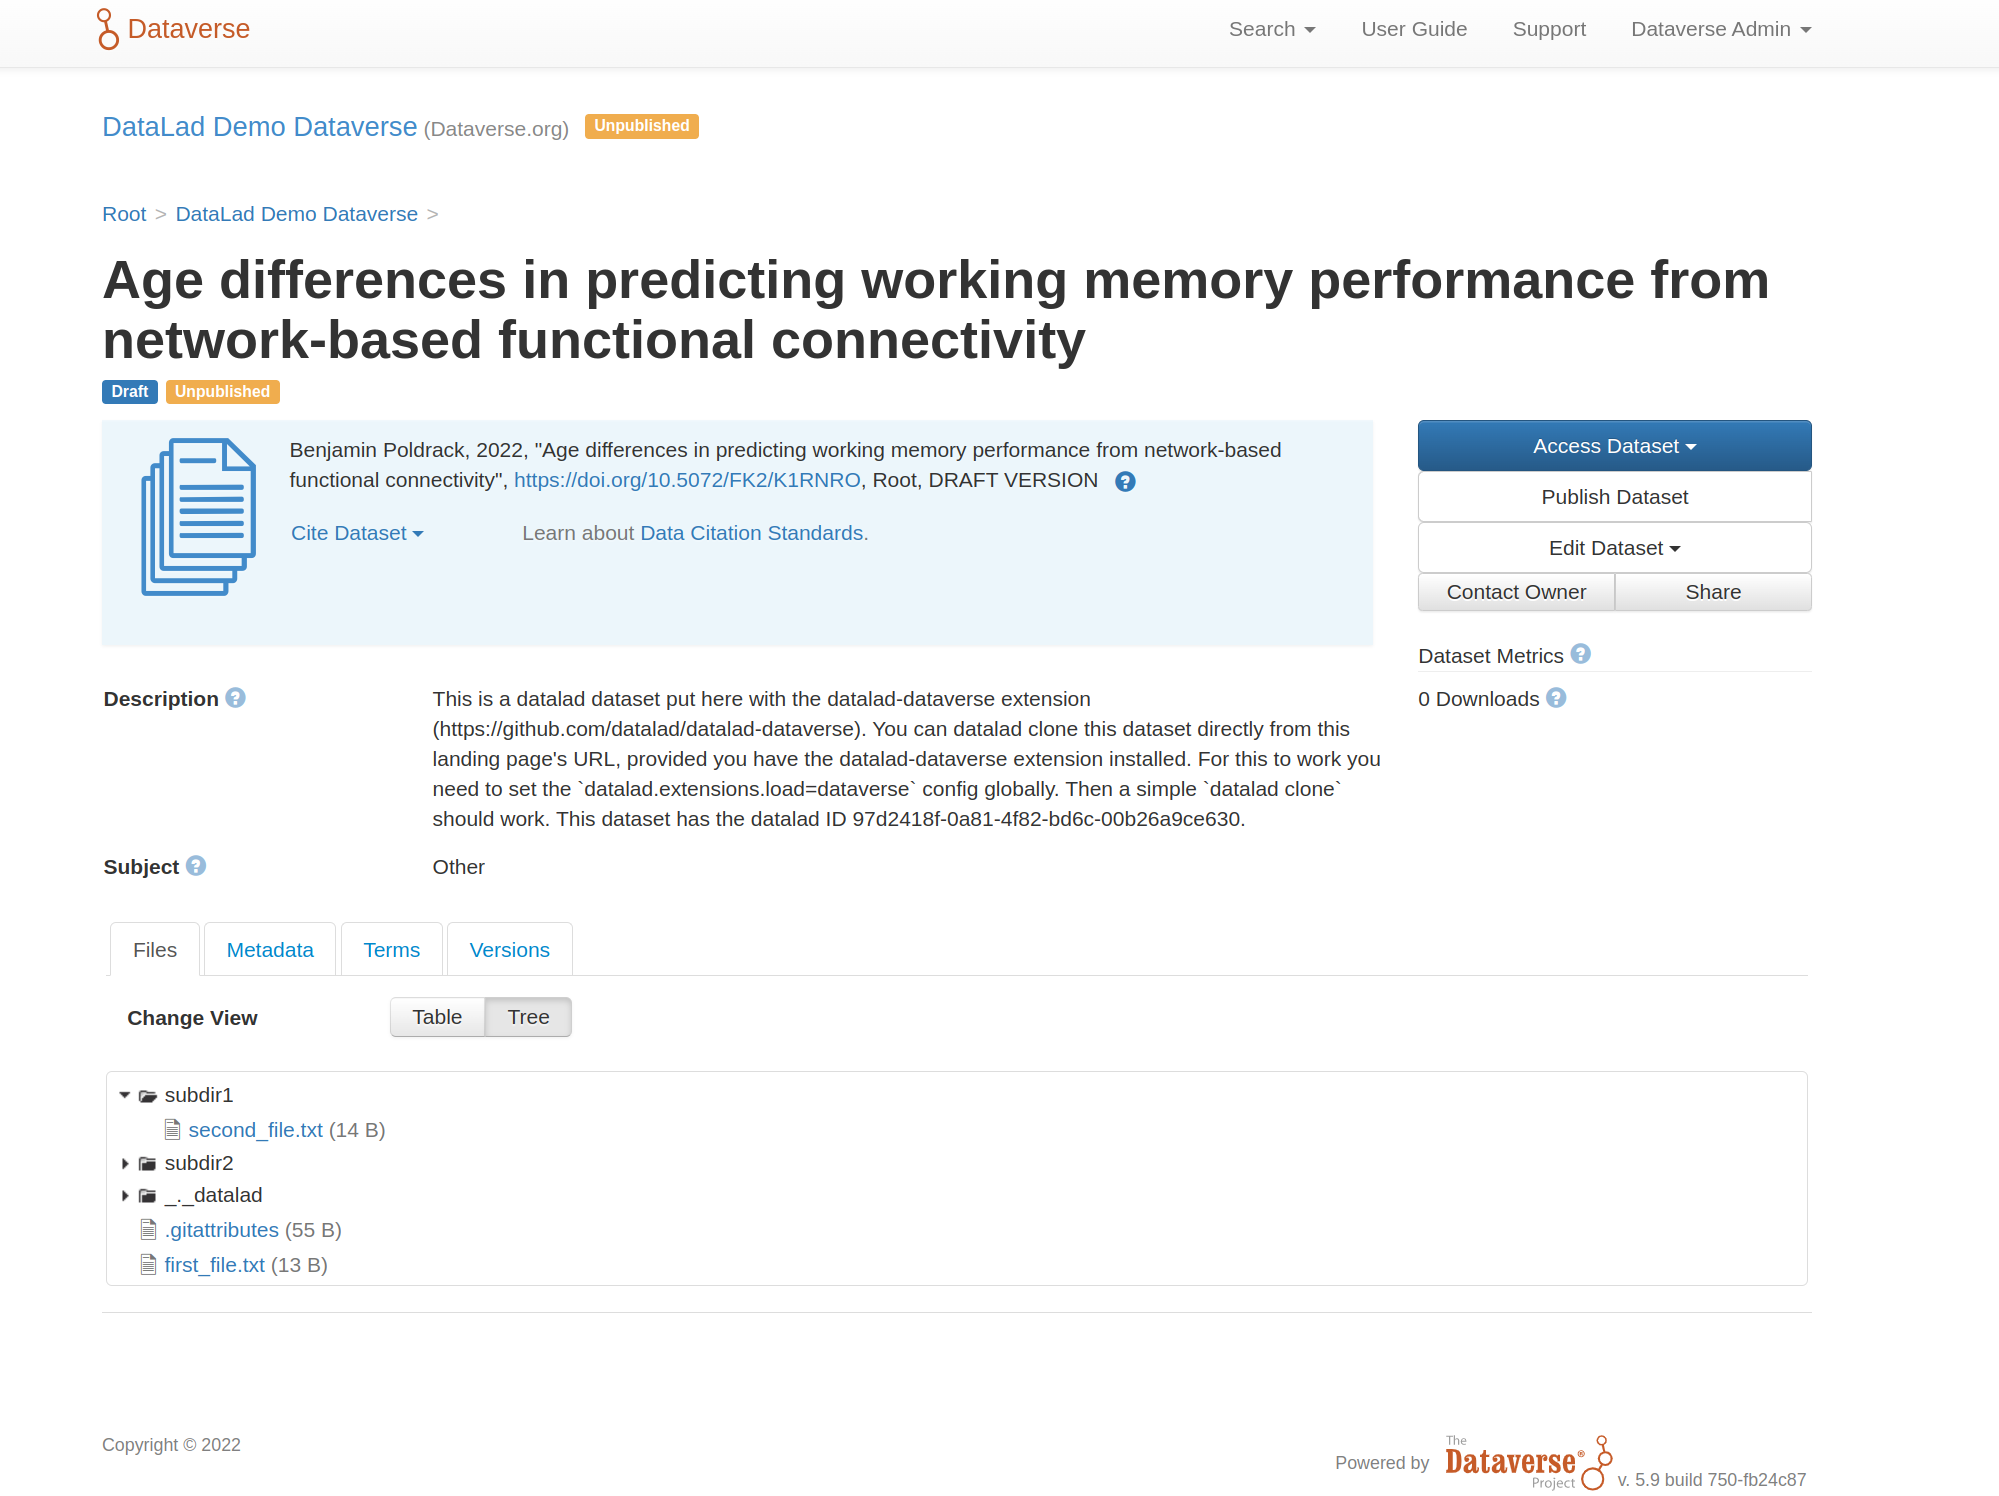 Dataverse
Search
User Guide
Support
Dataverse Admin
DataLad Demo Dataverse (Dataverse.org) Unpublished
Root > DataLad Demo Dataverse >
Age differences in predicting working memory performance from
network-based functional connectivity
Draft Unpublished
Benjamin Poldrack, 2022, "Age differences in predicting working memory performance from network-based
functional connectivity", https://doi.org/10.5072/FK2/K1RNRO, Root, DRAFT VERSION ?
Cite Dataset
Learn about Data Citation Standards.
Access Dataset
Publish Dataset
Edit Dataset
Contact Owner
Share
Dataset Metrics ?
0 Downloads ?
Description ?
This is a datalad dataset put here with the datalad-dataverse extension
(https://github.com/datalad/datalad-dataverse). You can datalad clone this dataset directly from this
landing page's URL, provided you have the datalad-dataverse extension installed. For this to work you
need to set the `datalad.extensions.load=dataverse` config globally. Then a simple `datalad clone`
should work. This dataset has the datalad ID 97d2418f-0a81-4f82-bd6c-00b26a9ce630.
Subject ?
Other
Files
Metadata
Terms
Versions
Change View
Table
Tree
subdir1
second_file.txt (14 B)
subdir2
_._datalad
.gitattributes (55 B)
first_file.txt (13 B)
Copyright © 2022
Powered by
The
Dataverse®
Project
v. 5.9 build 750-fb24c87